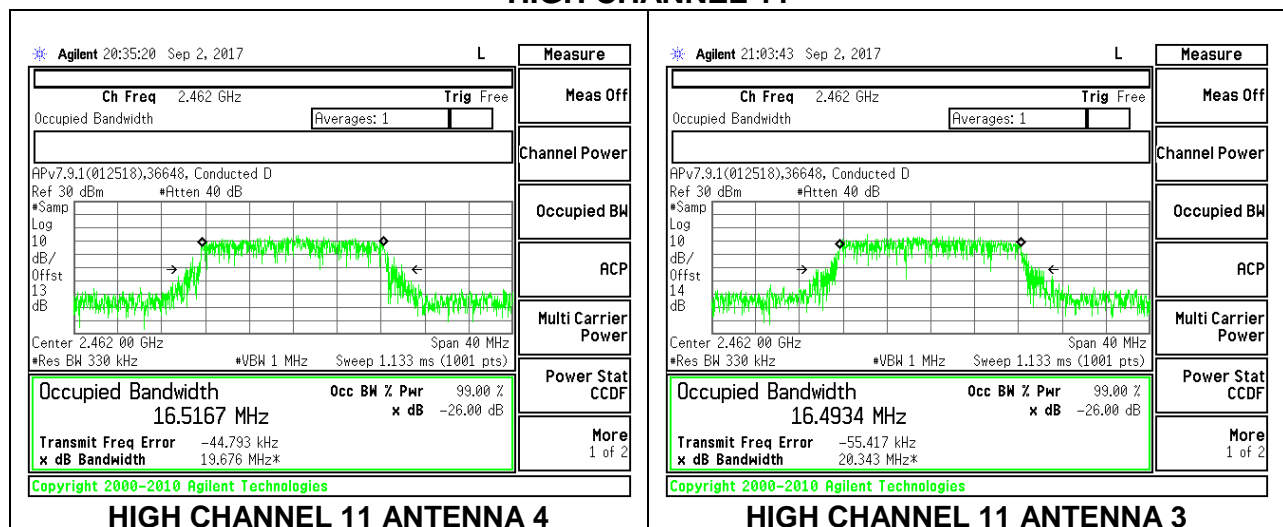 HIGH CHANNEL 11
Agilent 20:35:20 Sep 2, 2017 L
Measure
Ch Freq 2.462 GHz Trig Free
Meas Off
Occupied Bandwidth Averages: 1
Channel Power
APv7.9.1(012518),36648, Conducted D
Ref 30 dBm #Atten 40 dB
#Samp
Log
10
dB/
Offst
13
dB
Occupied BW
ACP
Multi Carrier
Power
Center 2.462 00 GHz Span 40 MHz
#Res BW 330 kHz #VBW 1 MHz Sweep 1.133 ms (1001 pts)
Power Stat
CCDF
Occupied Bandwidth Occ BW % Pwr 99.00 %
16.5167 MHz x dB -26.00 dB
Transmit Freq Error -44.793 kHz
x dB Bandwidth 19.676 MHz*
More
1 of 2
Copyright 2000-2010 Agilent Technologies
HIGH CHANNEL 11 ANTENNA 4
Agilent 21:03:43 Sep 2, 2017 L
Measure
Ch Freq 2.462 GHz Trig Free
Meas Off
Occupied Bandwidth Averages: 1
Channel Power
APv7.9.1(012518),36648, Conducted D
Ref 30 dBm #Atten 40 dB
#Samp
Log
10
dB/
Offst
14
dB
Occupied BW
ACP
Multi Carrier
Power
Center 2.462 00 GHz Span 40 MHz
#Res BW 330 kHz #VBW 1 MHz Sweep 1.133 ms (1001 pts)
Power Stat
CCDF
Occupied Bandwidth Occ BW % Pwr 99.00 %
16.4934 MHz x dB -26.00 dB
Transmit Freq Error -55.417 kHz
x dB Bandwidth 20.343 MHz*
More
1 of 2
Copyright 2000-2010 Agilent Technologies
HIGH CHANNEL 11 ANTENNA 3